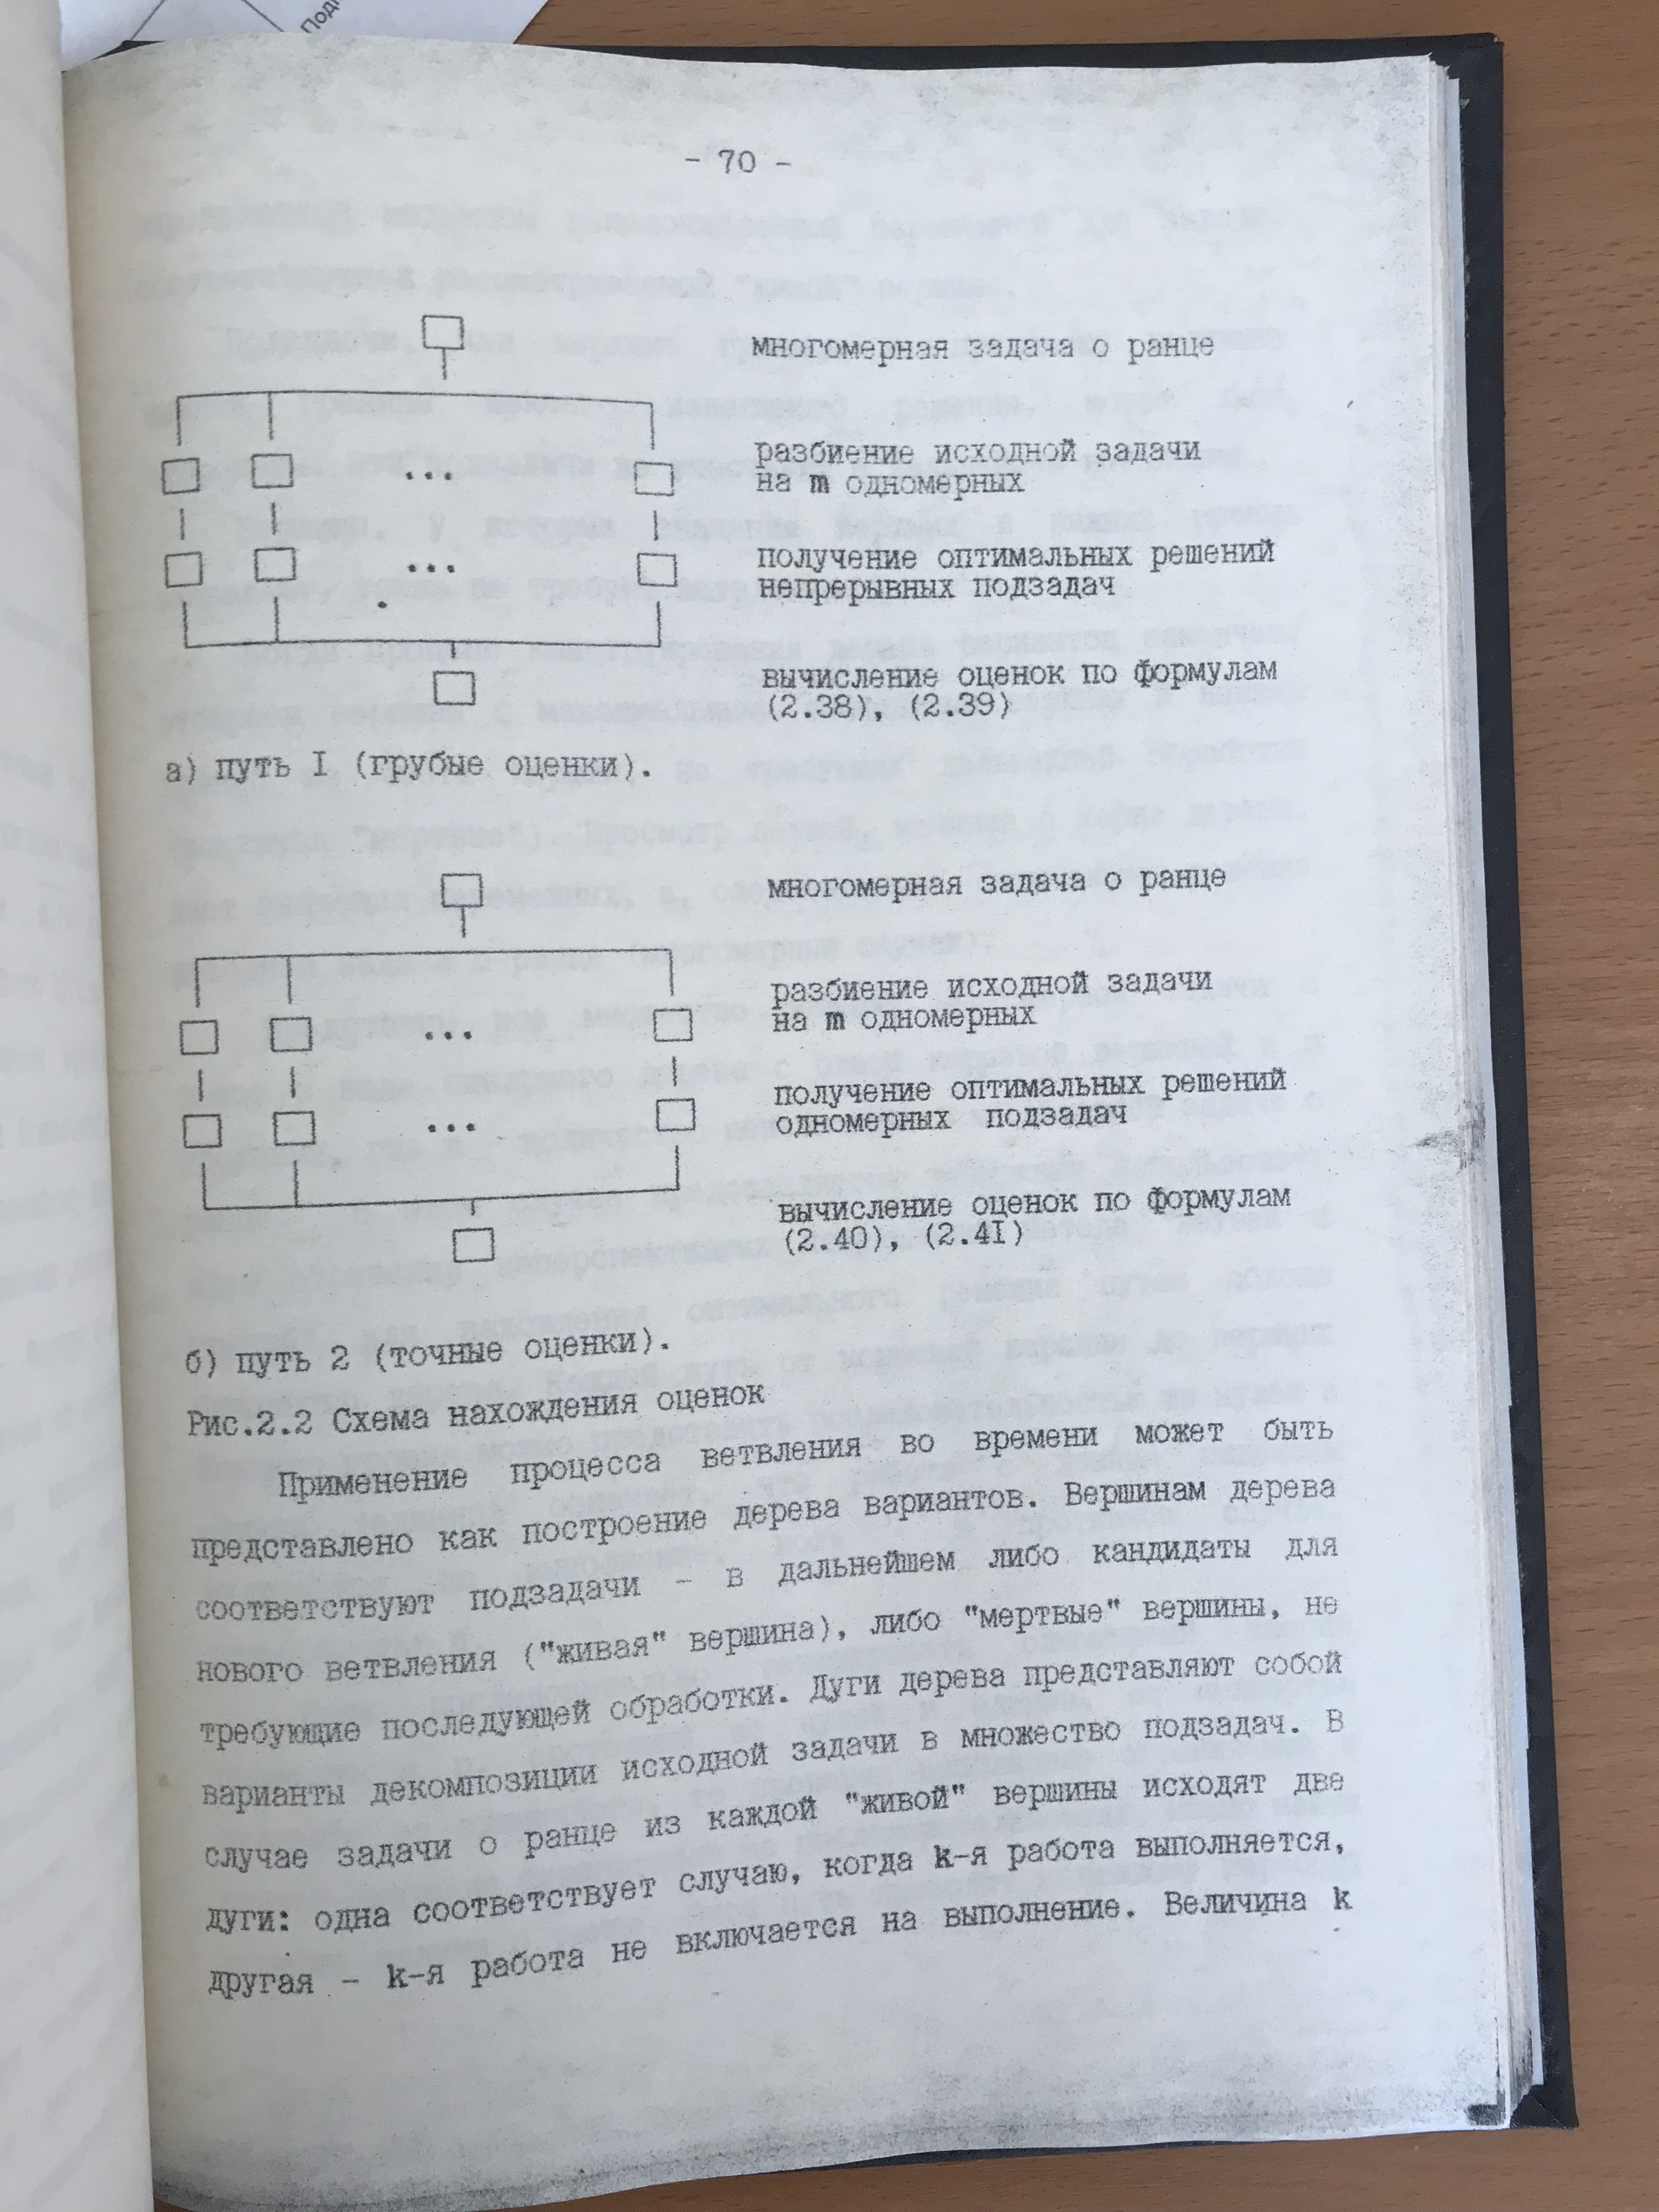 Под
- 70 -
многомерная задача о ранце
разбиение исходной задачи
на m одномерных
...
получение оптимальных решений
непрерывных подзадач
...
вычисление оценок по формулам
(2.38), (2.39)
а) путь I (грубые оценки).
многомерная задача о ранце
разбиение исходной задачи
на m одномерных
...
получение оптимальных решений
одномерных подзадач
...
вычисление оценок по формулам
(2.40), (2.4I)
б) путь 2 (точные оценки).
Рис.2.2 Схема нахождения оценок
Применение процесса ветвления во времени может быть
представлено как построение дерева вариантов. Вершинам дерева
соответствуют подзадачи - в дальнейшем либо кандидаты для
нового ветвления ("живая" вершина), либо "мертвые" вершины, не
требующие последующей обработки. Дуги дерева представляют собой
варианты декомпозиции исходной задачи в множество подзадач. В
случае задачи о ранце из каждой "живой" вершины исходят две
дуги: одна соответствует случаю, когда k-я работа выполняется,
другая - k-я работа не включается на выполнение. Величина k